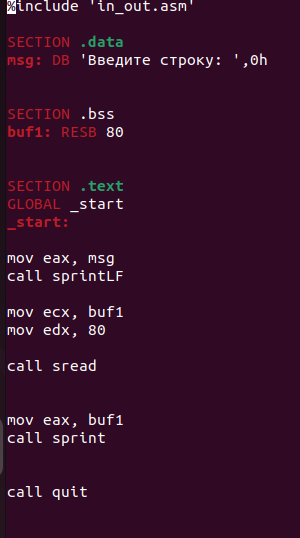 %include 'in_out.asm'
SECTION .data
msg: DB 'Введите строку: ',0h
SECTION .bss
buf1: RESB 80
SECTION .text
GLOBAL _start
_start:
mov eax, msg
call sprintLF
mov ecx, buf1
mov edx, 80
call sread
mov eax, buf1
call sprint
call quit